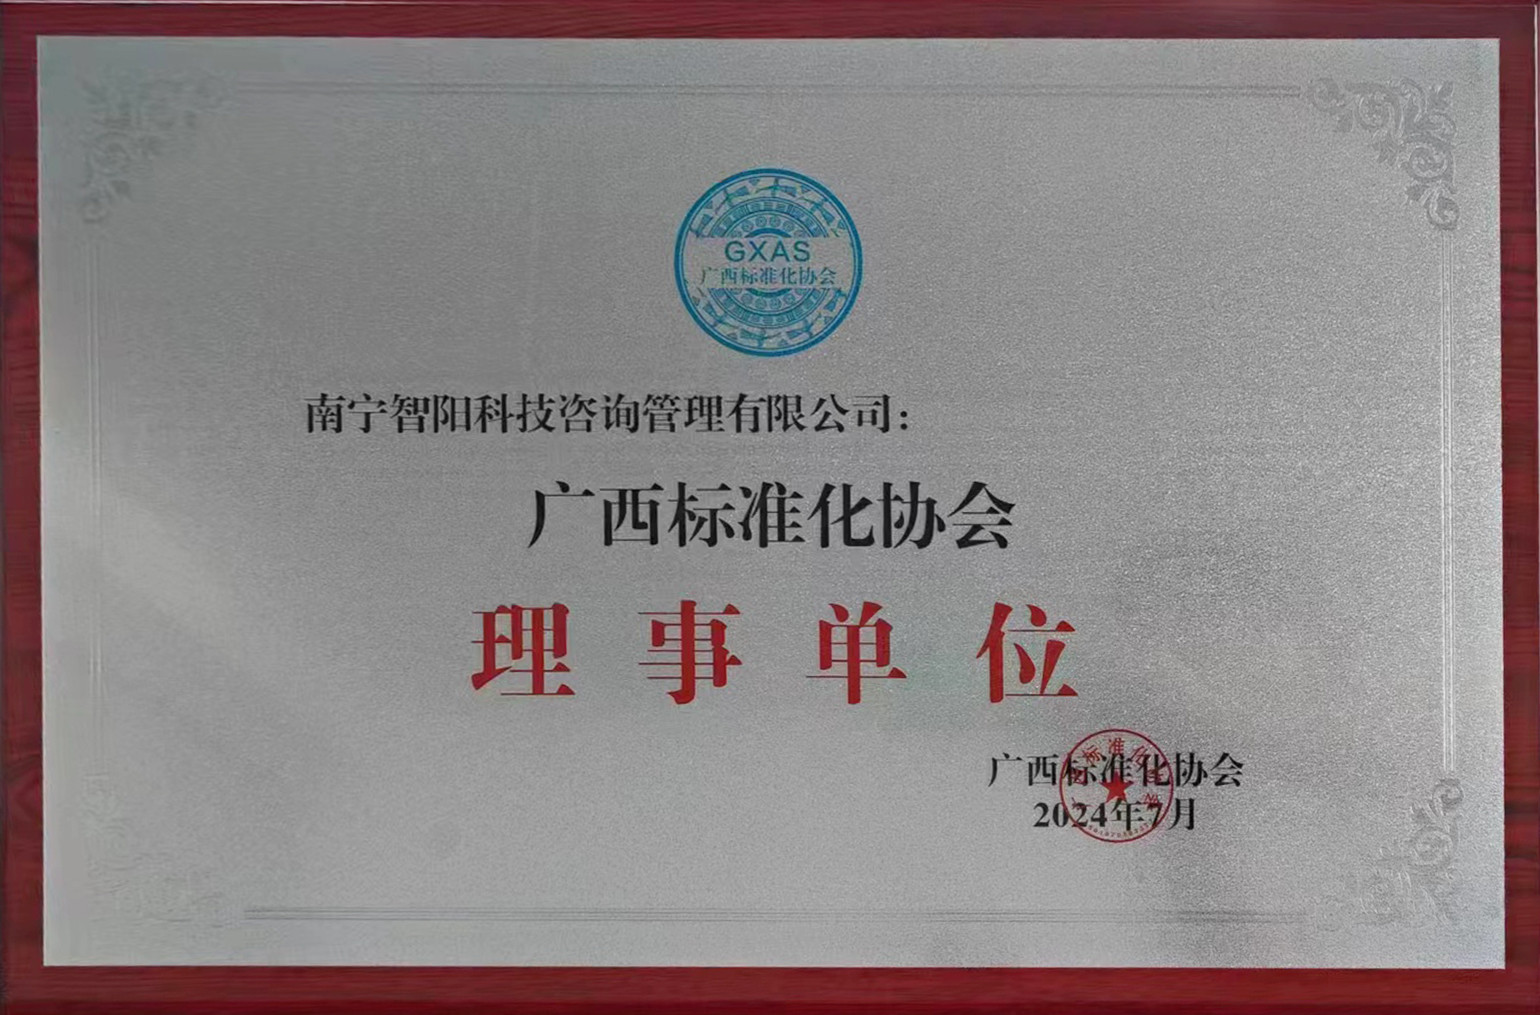 GXAS
广西标准化协会
南宁智阳科技咨询管理有限公司：
广西标准化协会
理事单位
广西标准化协会
2024年7月